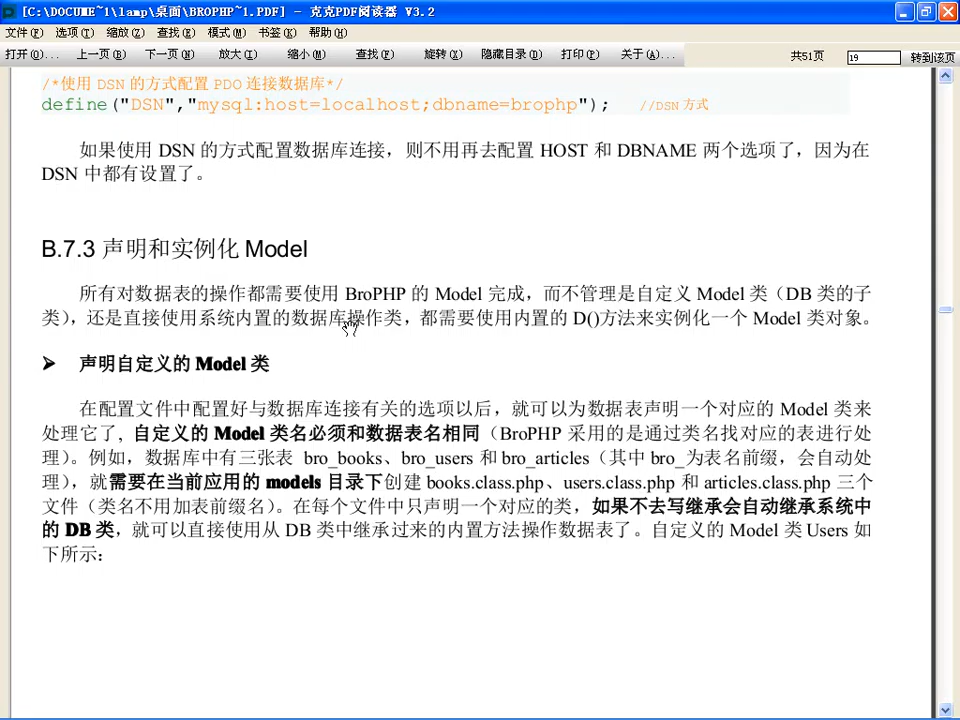 [C:\DOCUME~1\lamp\桌面\BROPHP~1.PDF] - 克克PDF阅读器 V3.2
文件(F) 选项(T) 缩放(Z) 查找(E) 模式(M) 书签(K) 帮助(H)
打开(O)... 上一页(B) 下一页(N) 放大(I) 缩小(M) 查找(F) 旋转(X) 隐藏目录(D) 打印(P) 关于(A)... 共51页 19 转到该页
/*使用 DSN 的方式配置 PDO 连接数据库*/
define("DSN","mysql:host=localhost;dbname=brophp"); //DSN 方式
如果使用 DSN 的方式配置数据库连接，则不用再去配置 HOST 和 DBNAME 两个选项了，因为在
DSN 中都有设置了。
B.7.3 声明和实例化 Model
所有对数据表的操作都需要使用 BroPHP 的 Model 完成，而不管理是自定义 Model 类（DB 类的子
类），还是直接使用系统内置的数据库操作类，都需要使用内置的 D()方法来实例化一个 Model 类对象。
➢ 声明自定义的 Model 类
在配置文件中配置好与数据库连接有关的选项以后，就可以为数据表声明一个对应的 Model 类来
处理它了, 自定义的 Model 类名必须和数据表名相同（BroPHP 采用的是通过类名找对应的表进行处
理）。例如，数据库中有三张表 bro_books、bro_users 和 bro_articles（其中 bro_为表名前缀，会自动处
理），就需要在当前应用的 models 目录下创建 books.class.php、users.class.php 和 articles.class.php 三个
文件（类名不用加表前缀名）。在每个文件中只声明一个对应的类，如果不去写继承会自动继承系统中
的 DB 类，就可以直接使用从 DB 类中继承过来的内置方法操作数据表了。自定义的 Model 类 Users 如
下所示：